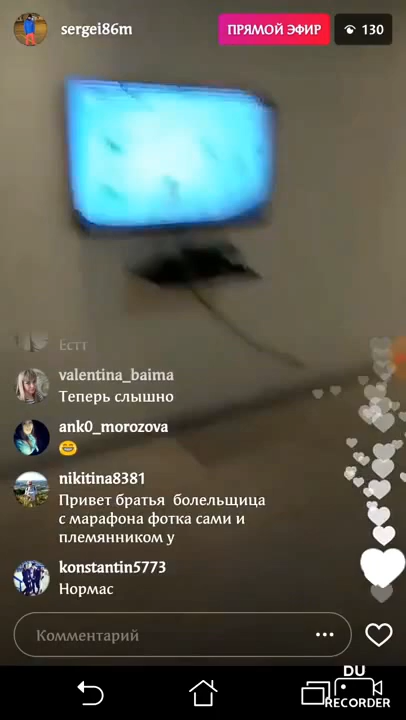 sergei86m
ПРЯМОЙ ЭФИР
130
Естт
valentina_baima
Теперь слышно
ank0_morozova
😄
nikitina8381
Привет братья болельщица
с марафона фотка сами и
племянником у
konstantin5773
Нормас
Комментарий
DU
RECORDER